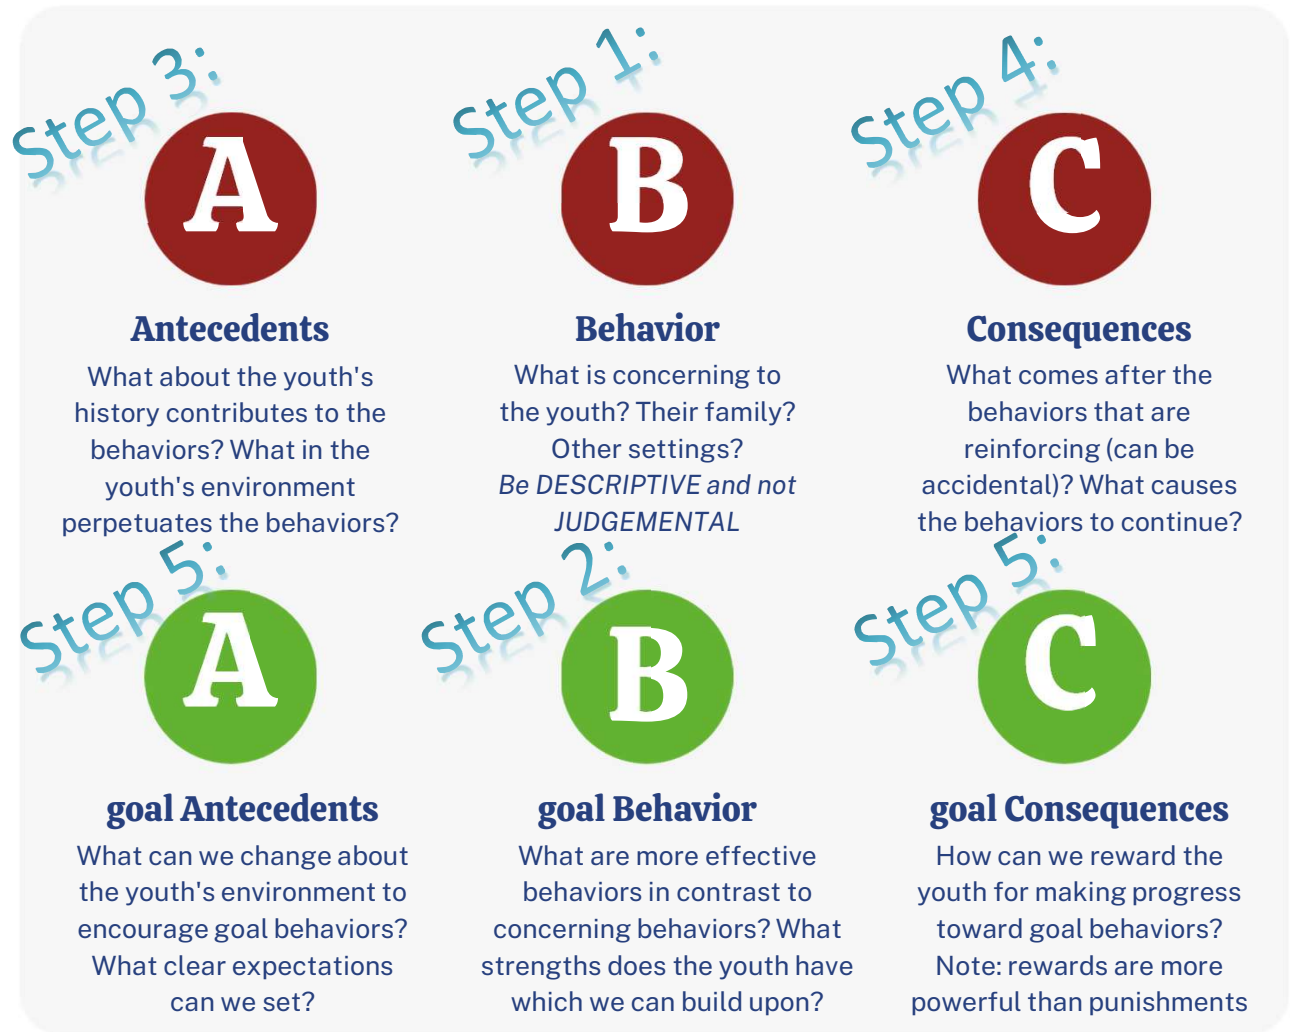 Step 3:
A
Antecedents
What about the youth's
history contributes to the
behaviors? What in the
youth's environment
perpetuates the behaviors?
Step 1:
B
Behavior
What is concerning to
the youth? Their family?
Other settings?
Be DESCRIPTIVE and not
JUDGEMENTAL
Step 4:
C
Consequences
What comes after the
behaviors that are
reinforcing (can be
accidental)? What causes
the behaviors to continue?
Step 5:
A
goal Antecedents
What can we change about
the youth's environment to
encourage goal behaviors?
What clear expectations
can we set?
Step 2:
B
goal Behavior
What are more effective
behaviors in contrast to
concerning behaviors? What
strengths does the youth have
which we can build upon?
Step 5:
C
goal Consequences
How can we reward the
youth for making progress
toward goal behaviors?
Note: rewards are more
powerful than punishments